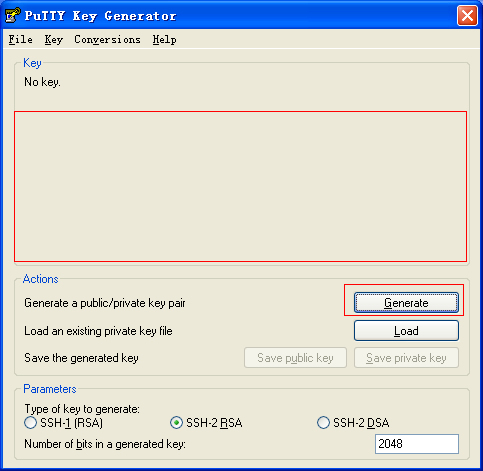 PuTTY Key Generator
File Key Conversions Help
Key
No key.
Actions
Generate a public/private key pair Generate
Load an existing private key file Load
Save the generated key Save public key Save private key
Parameters
Type of key to generate:
SSH-1 (RSA) SSH-2 RSA SSH-2 DSA
Number of bits in a generated key: 2048